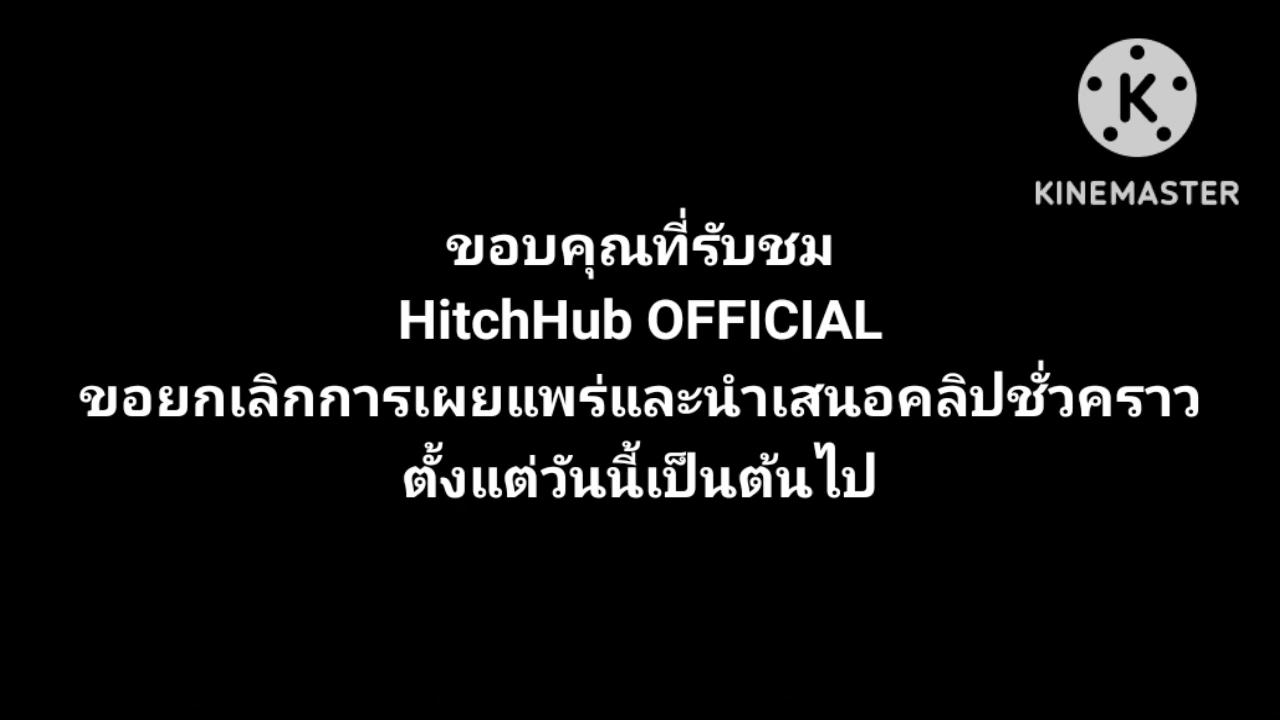 K
KINEMASTER
ขอบคุณที่รับชม
HitchHub OFFICIAL
ขอยกเลิกการเผยแพร่และนำเสนอคลิปชั่วคราว
ตั้งแต่วันนี้เป็นต้นไป